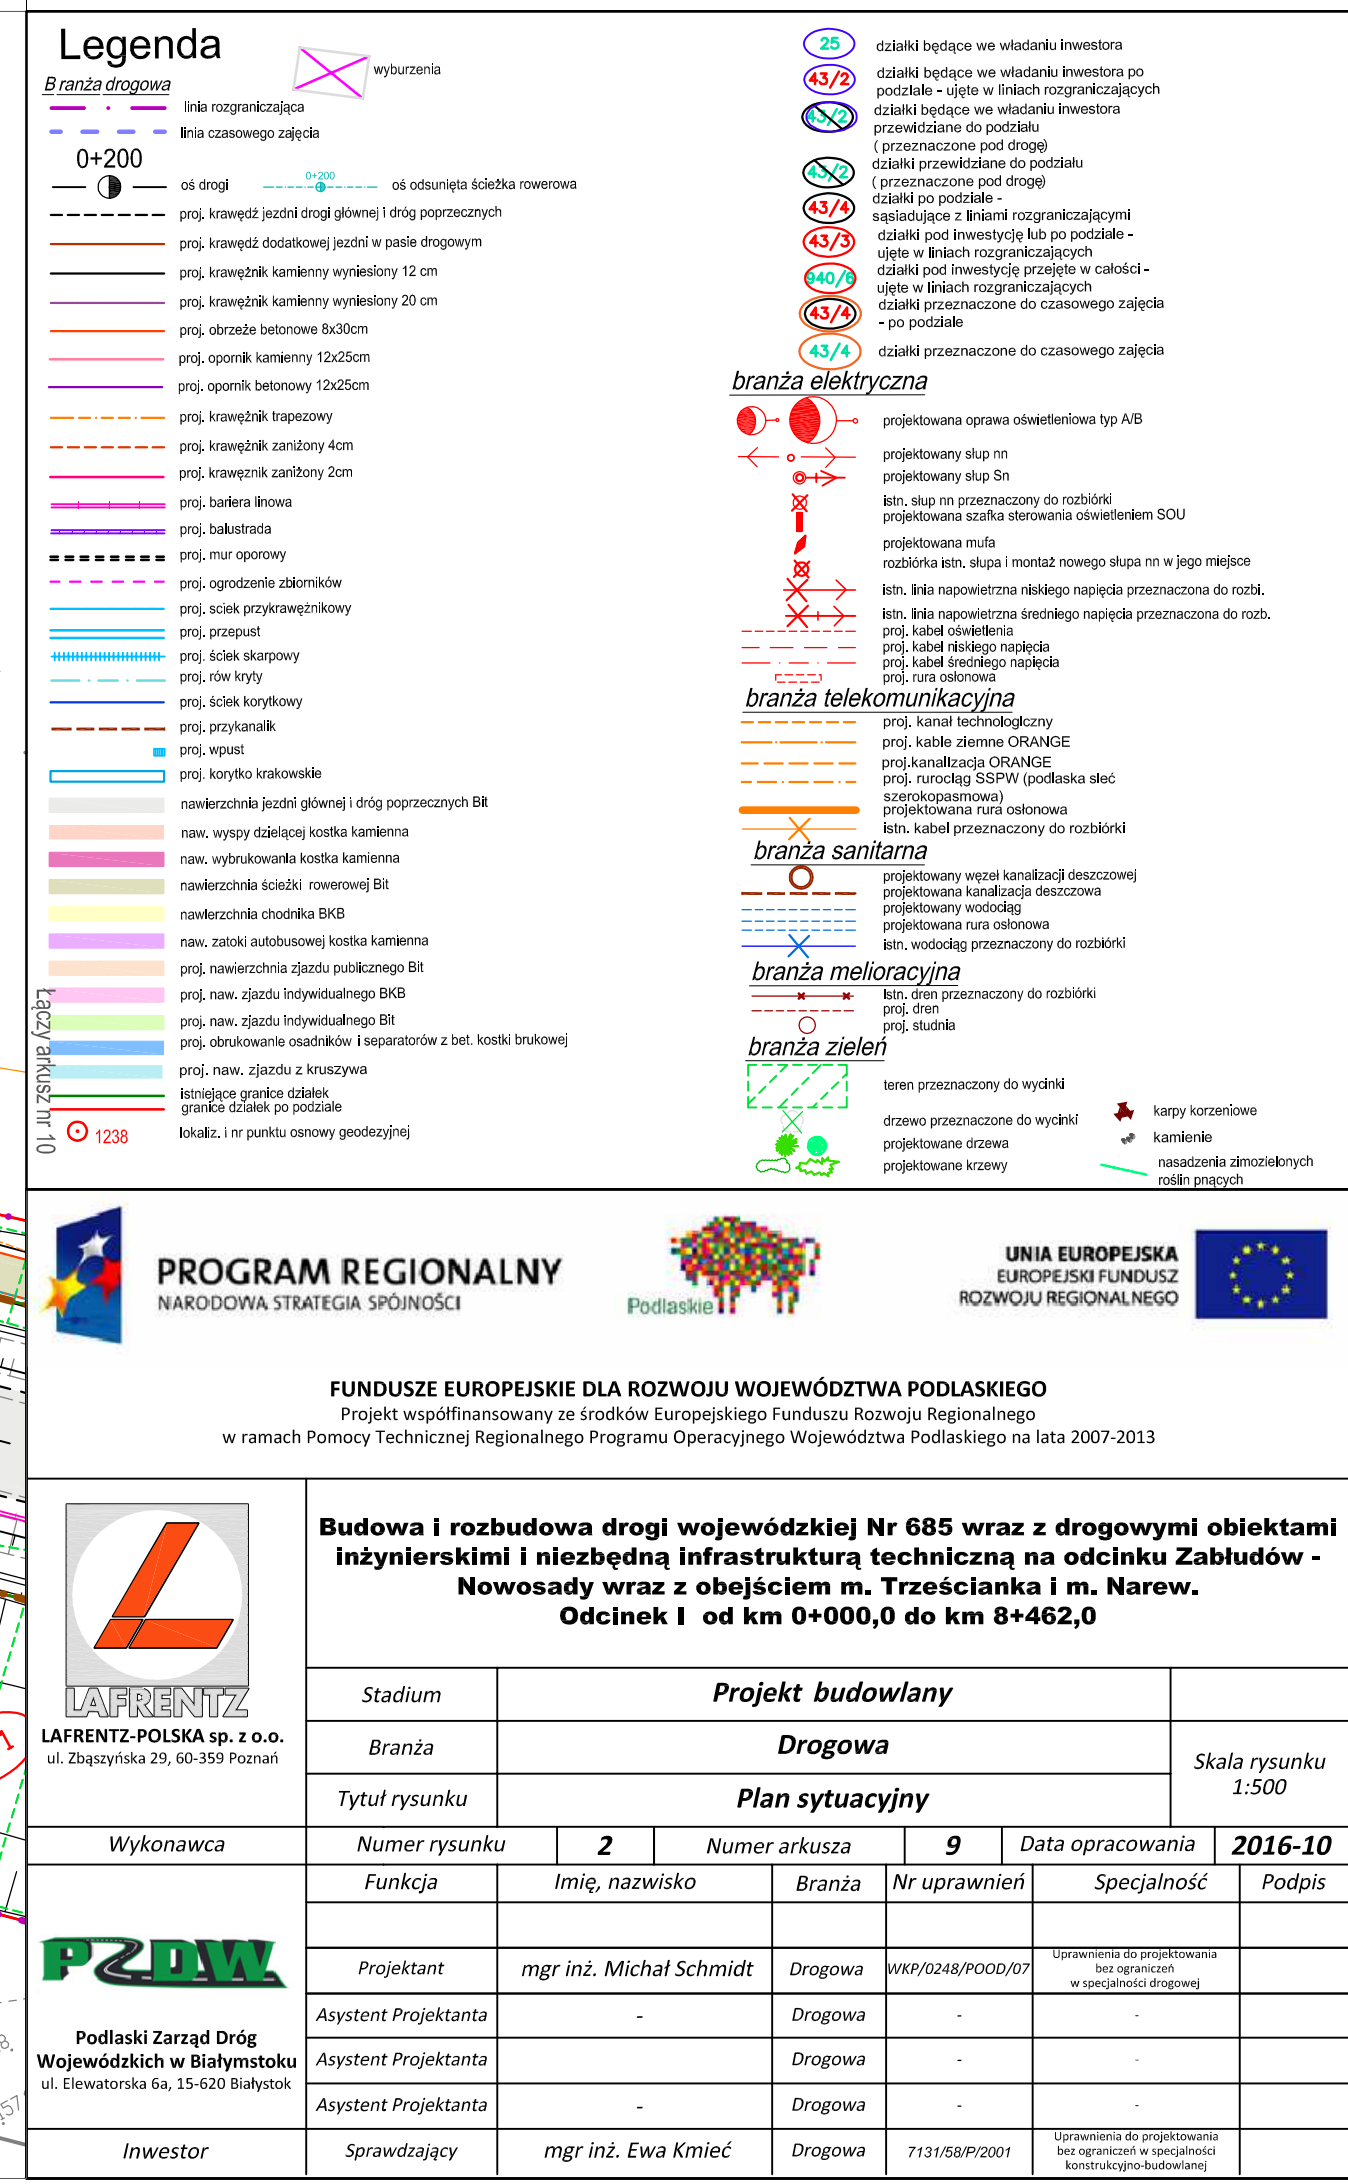 Legenda
Branża drogowa
wyburzenia
linia rozgraniczająca
linia czasowego zajęcia
0+200
oś drogi
0+200
oś odsunięta ścieżka rowerowa
proj. krawędź jezdni drogi głównej i dróg poprzecznych
proj. krawędź dodatkowej jezdni w pasie drogowym
proj. krawężnik kamienny wyniesiony 12 cm
proj. krawężnik kamienny wyniesiony 20 cm
proj. obrzeże betonowe 8x30cm
proj. opornik kamienny 12x25cm
proj. opornik betonowy 12x25cm
proj. krawężnik trapezowy
proj. krawężnik zaniżony 4cm
proj. kraweznik zaniżony 2cm
proj. bariera linowa
proj. balustrada
proj. mur oporowy
proj. ogrodzenie zbiorników
proj. sciek przykrawężnikowy
proj. przepust
proj. ściek skarpowy
proj. rów kryty
proj. ściek korytkowy
proj. przykanalik
proj. wpust
proj. korytko krakowskie
nawierzchnia jezdni głównej i dróg poprzecznych Bit
naw. wyspy dzielącej kostka kamienna
naw. wybrukowania kostka kamienna
nawierzchnia ścieżki rowerowej Bit
nawierzchnia chodnika BKB
naw. zatoki autobusowej kostka kamienna
proj. nawierzchnia zjazdu publicznego Bit
proj. naw. zjazdu indywidualnego BKB
proj. naw. zjazdu indywidualnego Bit
proj. obrukowanie osadników i separatorów z bet. kostki brukowej
proj. naw. zjazdu z kruszywa
istniejące granice działek
granice działek po podziale
1238
lokaliz. i nr punktu osnowy geodezyjnej
Łączy arkusz nr 10
25
działki będące we władaniu inwestora
43/2
działki będące we władaniu inwestora po
podziale - ujęte w liniach rozgraniczających
43/2
działki będące we władaniu inwestora
przewidziane do podziału
( przeznaczone pod drogę)
43/2
działki przewidziane do podziału
( przeznaczone pod drogę)
43/4
działki po podziale -
sąsiadujące z liniami rozgraniczającymi
43/3
działki pod inwestycję lub po podziale -
ujęte w liniach rozgraniczających
940/6
działki pod inwestycję przejęte w całości -
ujęte w liniach rozgraniczających
43/4
działki przeznaczone do czasowego zajęcia
- po podziale
43/4
działki przeznaczone do czasowego zajęcia
branża elektryczna
projektowana oprawa oświetleniowa typ A/B
projektowany słup nn
projektowany słup Sn
istn. słup nn przeznaczony do rozbiórki
projektowana szafka sterowania oświetleniem SOU
projektowana mufa
rozbiórka istn. słupa i montaż nowego słupa nn w jego miejsce
istn. linia napowietrzna niskiego napięcia przeznaczona do rozbi.
istn. linia napowietrzna średniego napięcia przeznaczona do rozb.
proj. kabel oświetlenia
proj. kabel niskiego napięcia
proj. kabel średniego napięcia
proj. rura osłonowa
branża telekomunikacyjna
proj. kanał technologiczny
proj. kable ziemne ORANGE
proj.kanalizacja ORANGE
proj. rurociąg SSPW (podlaska sieć
szerokopasmowa)
projektowana rura osłonowa
istn. kabel przeznaczony do rozbiórki
branża sanitarna
projektowany węzeł kanalizacji deszczowej
projektowana kanalizacja deszczowa
projektowany wodociąg
projektowana rura osłonowa
istn. wodociąg przeznaczony do rozbiórki
branża melioracyjna
Istn. dren przeznaczony do rozbiórki
proj. dren
proj. studnia
branża zieleń
teren przeznaczony do wycinki
drzewo przeznaczone do wycinki
projektowane drzewa
projektowane krzewy
karpy korzeniowe
kamienie
nasadzenia zimozielonych
roślin pnących
PROGRAM REGIONALNY
NARODOWA STRATEGIA SPÓJNOŚCI
Podlaskie
UNIA EUROPEJSKA
EUROPEJSKI FUNDUSZ
ROZWOJU REGIONALNEGO
FUNDUSZE EUROPEJSKIE DLA ROZWOJU WOJEWÓDZTWA PODLASKIEGO
Projekt współfinansowany ze środków Europejskiego Funduszu Rozwoju Regionalnego
w ramach Pomocy Technicznej Regionalnego Programu Operacyjnego Województwa Podlaskiego na lata 2007-2013
LAFRENTZ
LAFRENTZ-POLSKA sp. z o.o.
ul. Zbąszyńska 29, 60-359 Poznań
Budowa i rozbudowa drogi wojewódzkiej Nr 685 wraz z drogowymi obiektami
inżynierskimi i niezbędną infrastrukturą techniczną na odcinku Zabłudów -
Nowosady wraz z obejściem m. Trześcianka i m. Narew.
Odcinek I od km 0+000,0 do km 8+462,0
Stadium
Projekt budowlany
Branża
Drogowa
Skala rysunku
1:500
Tytuł rysunku
Plan sytuacyjny
Wykonawca
Numer rysunku
2
Numer arkusza
9
Data opracowania
2016-10
Funkcja
Imię, nazwisko
Branża
Nr uprawnień
Specjalność
Podpis
Projektant
mgr inż. Michał Schmidt
Drogowa
WKP/0248/POOD/07
Uprawnienia do projektowania
bez ograniczeń
w specjalności drogowej
Asystent Projektanta
-
Drogowa
-
-
Asystent Projektanta
Drogowa
-
-
Asystent Projektanta
-
Drogowa
-
-
PZDW
Podlaski Zarząd Dróg
Wojewódzkich w Białymstoku
ul. Elewatorska 6a, 15-620 Białystok
Inwestor
Sprawdzający
mgr inż. Ewa Kmieć
Drogowa
7131/58/P/2001
Uprawnienia do projektowania
bez ograniczeń w specjalności
konstrukcyjno-budowlanej